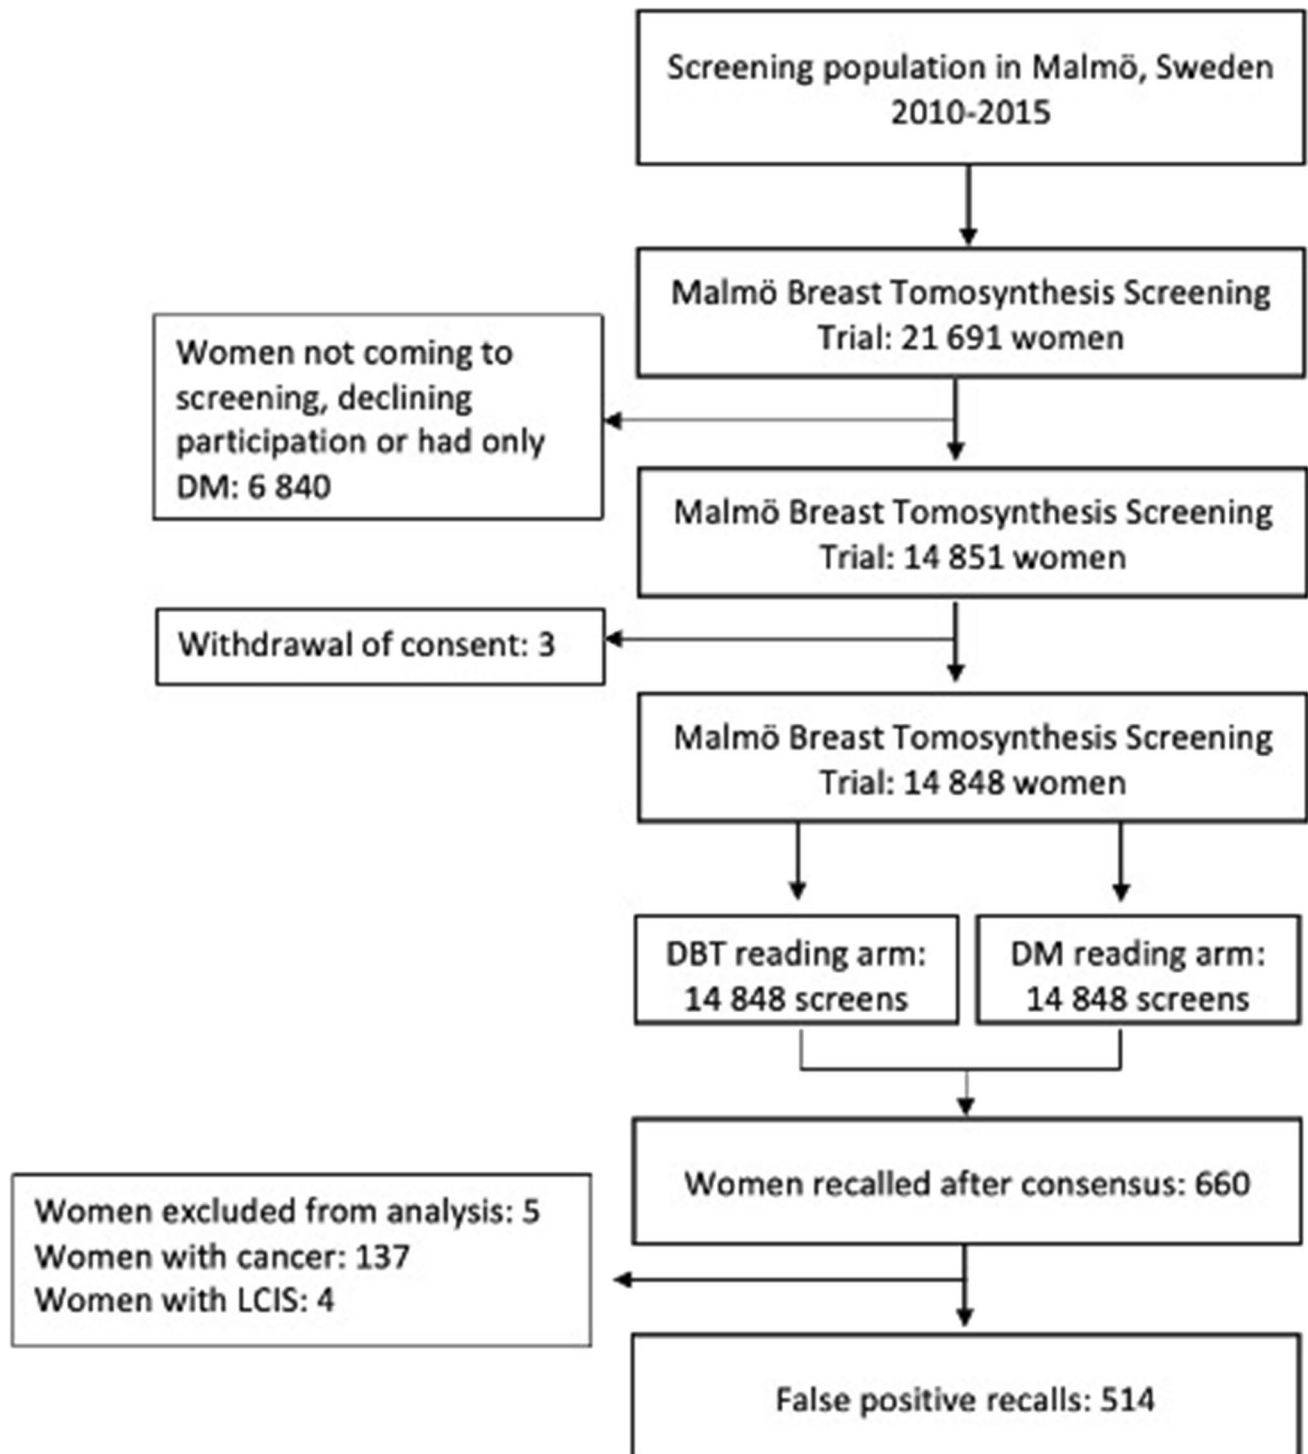 Screening population in Malmö, Sweden
2010-2015
Malmö Breast Tomosynthesis Screening
Trial: 21 691 women
Women not coming to
screening, declining
participation or had only
DM: 6 840
Malmö Breast Tomosynthesis Screening
Trial: 14 851 women
Withdrawal of consent: 3
Malmö Breast Tomosynthesis Screening
Trial: 14 848 women
DBT reading arm:
14 848 screens
DM reading arm:
14 848 screens
Women recalled after consensus: 660
Women excluded from analysis: 5
Women with cancer: 137
Women with LCIS: 4
False positive recalls: 514